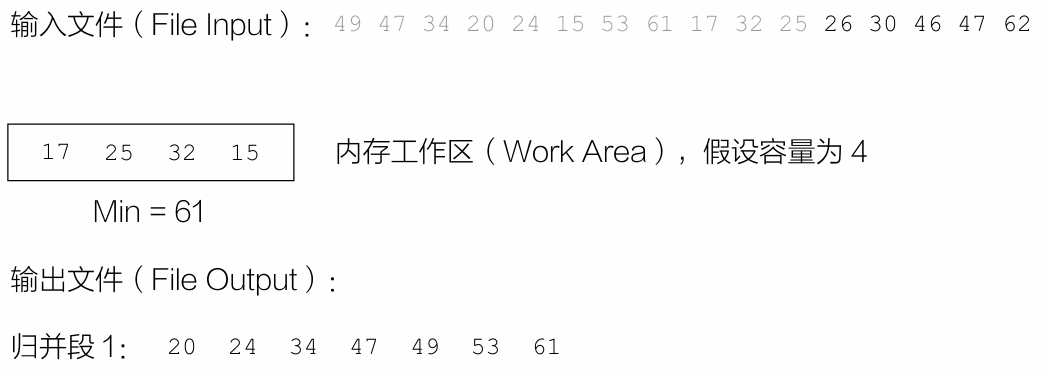 输入文件（File Input）： 49 47 34 20 24 15 53 61 17 32 25 26 30 46 47 62
17 25 32 15 内存工作区（Work Area），假设容量为 4
Min = 61
输出文件（File Output）：
归并段 1： 20 24 34 47 49 53 61